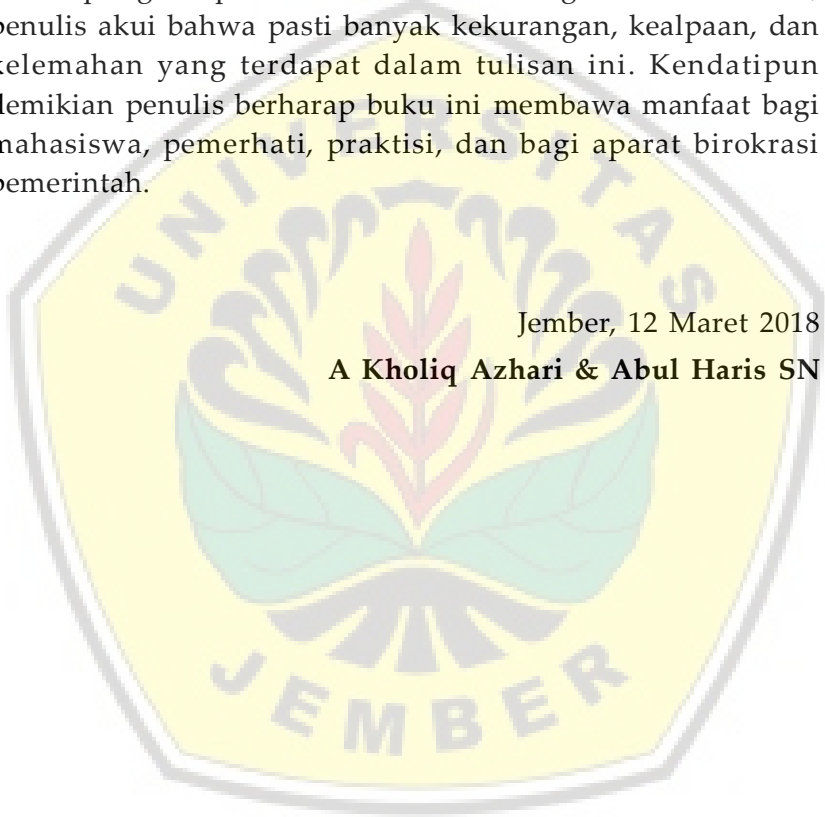 penulis akui bahwa pasti banyak kekurangan, kealpaan, dan
kelemahan yang terdapat dalam tulisan ini. Kendatipun
demikian penulis berharap buku ini membawa manfaat bagi
mahasiswa, pemerhati, praktisi, dan bagi aparat birokrasi
pemerintah.
Jember, 12 Maret 2018
A Kholiq Azhari & Abul Haris SN
UNIVERSITAS
JEMBER